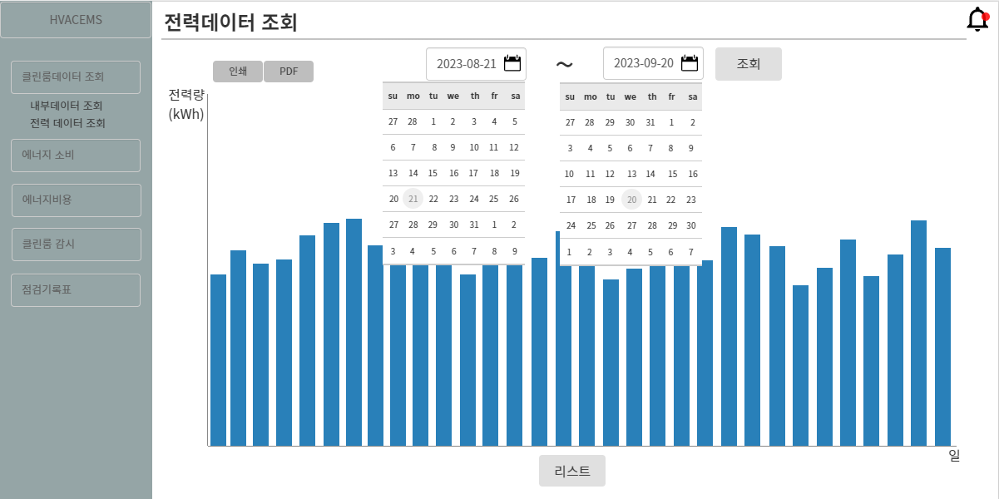 HVACEMS
클린룸데이터 조회
내부데이터 조회
전력 데이터 조회
에너지 소비
에너지비용
클린룸 감시
점검기록표
전력데이터 조회
인쇄 PDF
2023-08-21 ~ 2023-09-20 조회
전력량
(kWh)
su mo tu we th fr sa
27 28 1 2 3 4 5
6 7 8 9 10 11 12
13 14 15 16 17 18 19
20 21 22 23 24 25 26
27 28 29 30 31 1 2
3 4 5 6 7 8 9
su mo tu we th fr sa
27 28 29 30 31 1 2
3 4 5 6 7 8 9
10 11 12 13 14 15 16
17 18 19 20 21 22 23
24 25 26 27 28 29 30
1 2 3 4 5 6 7
일
리스트